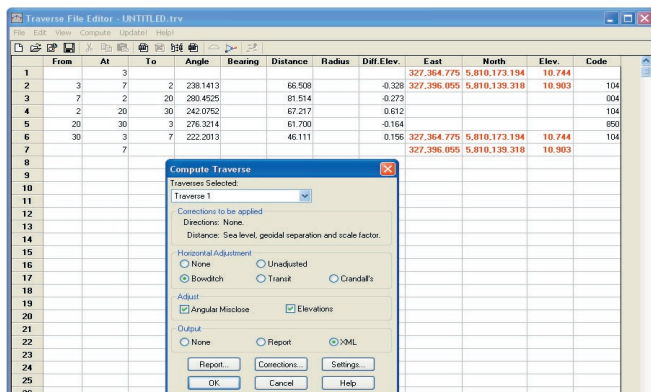 Traverse File Editor - UNTITLED.trv
File Edit View Compute Update! Help!
From At To Angle Bearing Distance Radius Diff.Elev. East North Elev. Code
1 3 327,364.775 5,810,173.194 10.744
2 3 7 2 238.1413 66.508 -0.328 327,396.055 5,810,139.318 10.903 104
3 7 2 20 280.4525 81.514 -0.273 004
4 2 20 30 242.0752 67.217 0.612 104
5 20 30 3 276.3214 61.700 -0.164 850
6 30 3 7 222.2013 46.111 0.156 327,364.775 5,810,173.194 10.744 104
7 7 327,396.055 5,810,139.318 10.903
8
9
10
11
12
13
14
15
16
17
18
19
20
21
22
23
24
25
Compute Traverse
Traverses Selected:
Traverse 1
Corrections to be applied
Directions: None.
Distance: Sea level, geoidal separation and scale factor.
Horizontal Adjustment
None Unadjusted
Bowditch Transit Crandall's
Adjust
Angular Misclose Elevations
Output
None Report XML
Report... Corrections... Settings...
OK Cancel Help